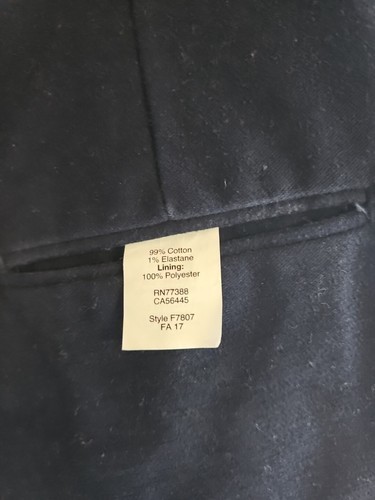 99% Cotton
1% Elastane
Lining:
100% Polyester
RN77388
CA56445
Style F7807
FA 17